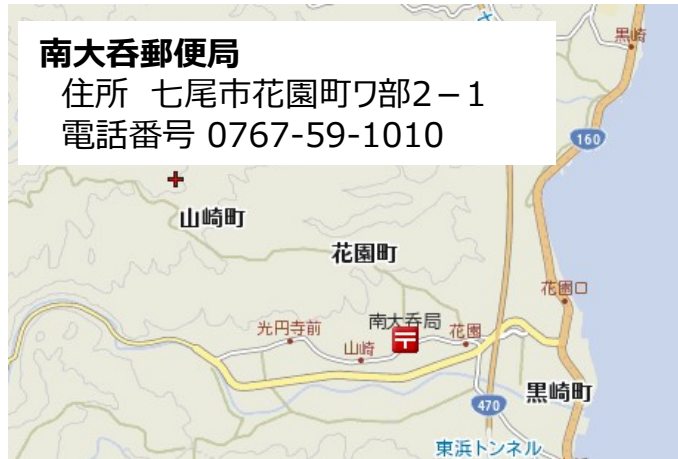 南大呑郵便局
住所 七尾市花園町ワ部2－1
電話番号 0767-59-1010
黒崎
160
山崎町
花園町
花園口
光円寺前
南大呑局
花園
山崎
黒崎町
470
東浜トンネル